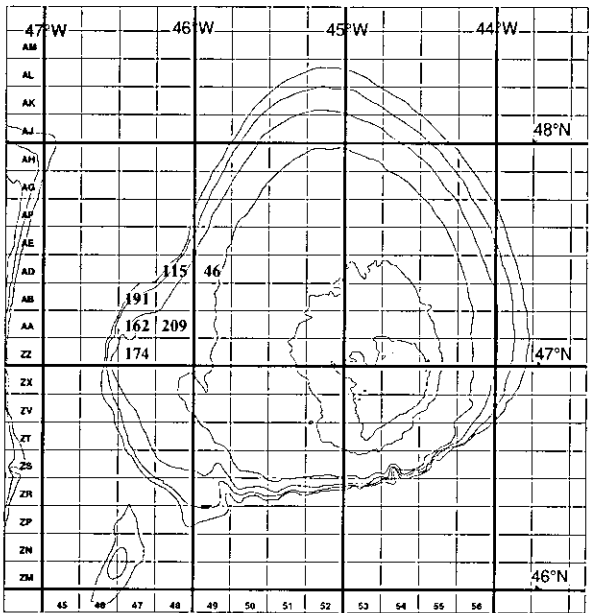 47°W 46°W 45°W 44°W
AM
AL
AK
AJ
48°N
AH
AG
AF
AE
AD 115 46
AB 191
AA 162 209
ZZ 174 47°N
ZX
ZV
ZT
ZS
ZR
ZP
ZN
ZM 46°N
45 46 47 48 49 50 51 52 53 54 55 56